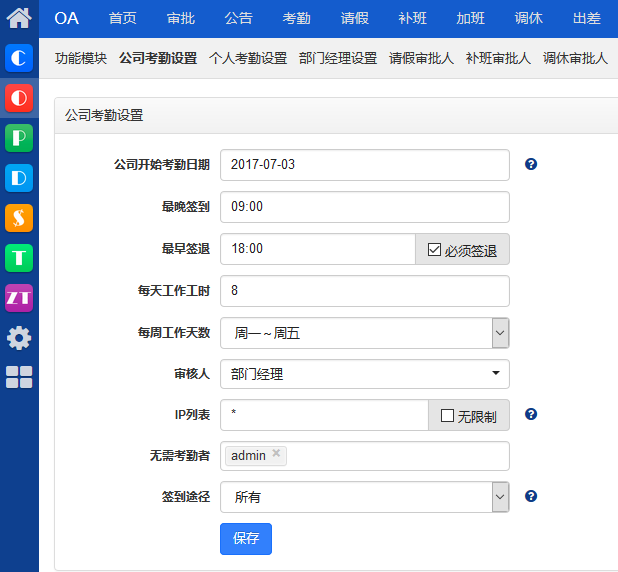 OA 首页 审批 公告 考勤 请假 补班 加班 调休 出差
功能模块 公司考勤设置 个人考勤设置 部门经理设置 请假审批人 补班审批人 调休审批人
公司考勤设置
公司开始考勤日期 2017-07-03
最晚签到 09:00
最早签退 18:00 必须签退
每天工作工时 8
每周工作天数 周一～周五
审核人 部门经理
IP列表 * 无限制
无需考勤者 admin ×
签到途径 所有
保存
C
O
P
D
S
T
ZT